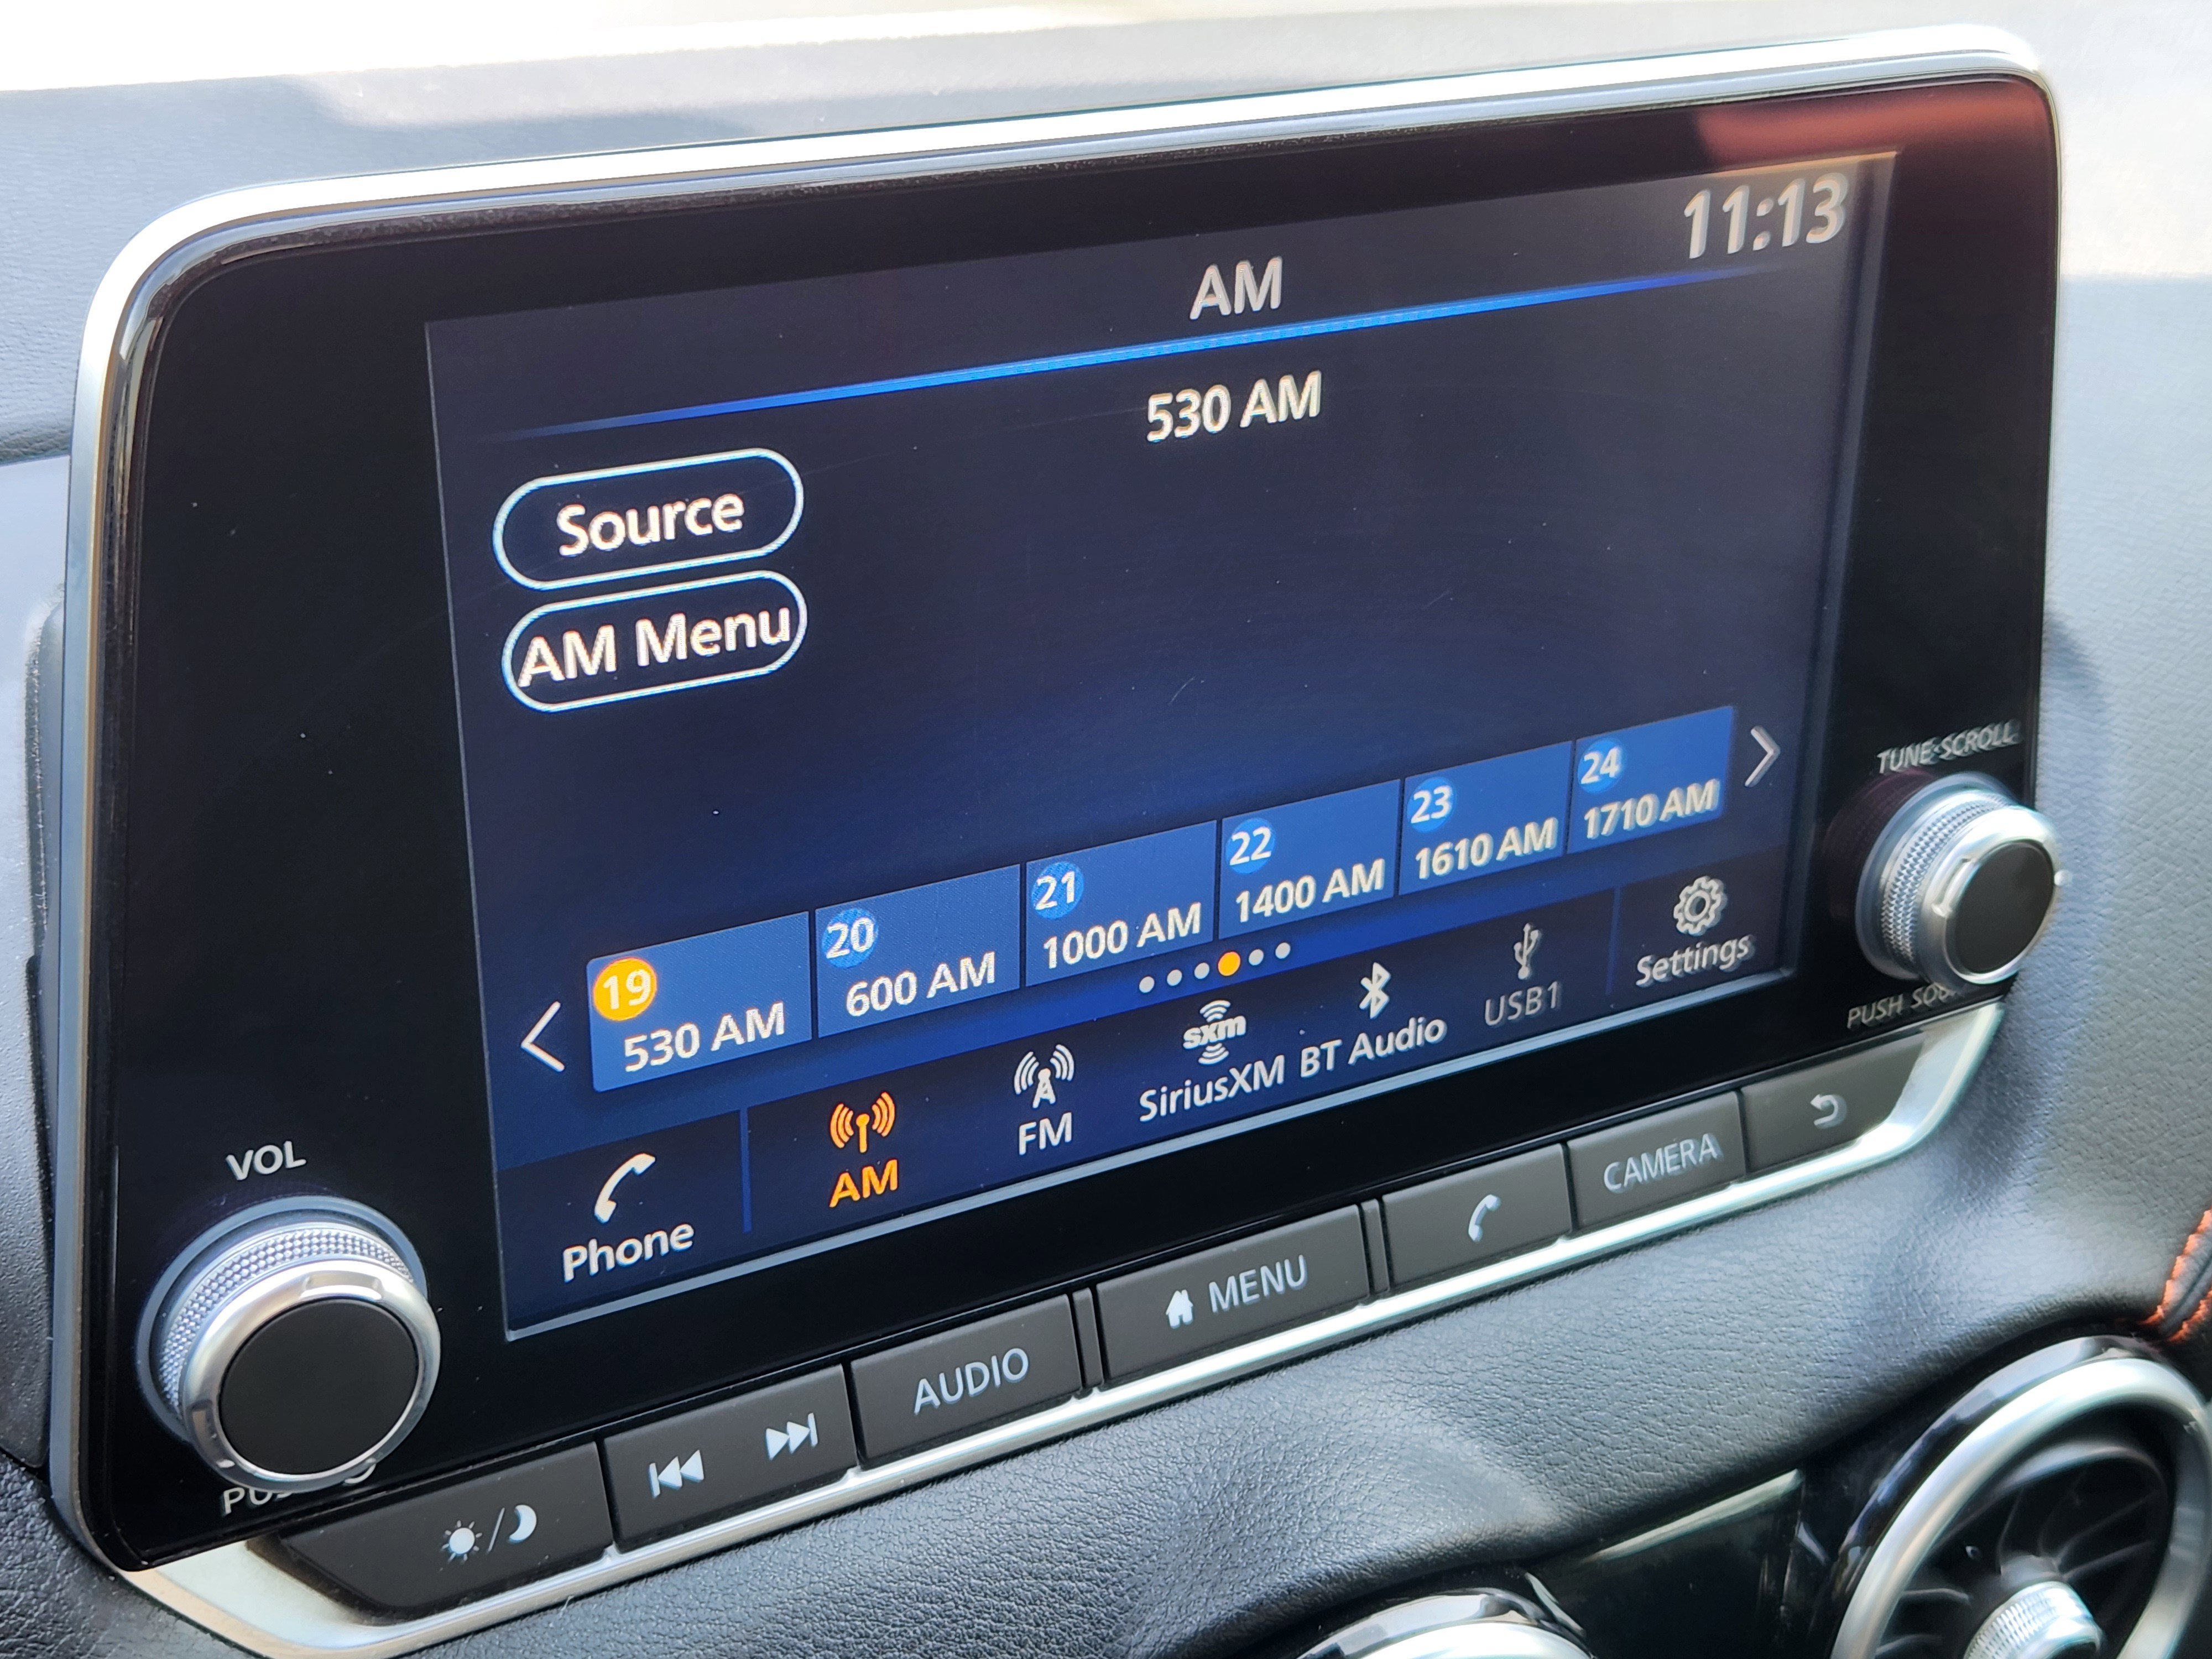 11:13
AM
530 AM
Source
AM Menu
19
530 AM
20
600 AM
21
1000 AM
22
1400 AM
23
1610 AM
24
1710 AM
Phone
AM
FM
sxm
SiriusXM
BT Audio
USB1
Settings
VOL
TUNE·SCROLL
PUSH
AUDIO
MENU
CAMERA